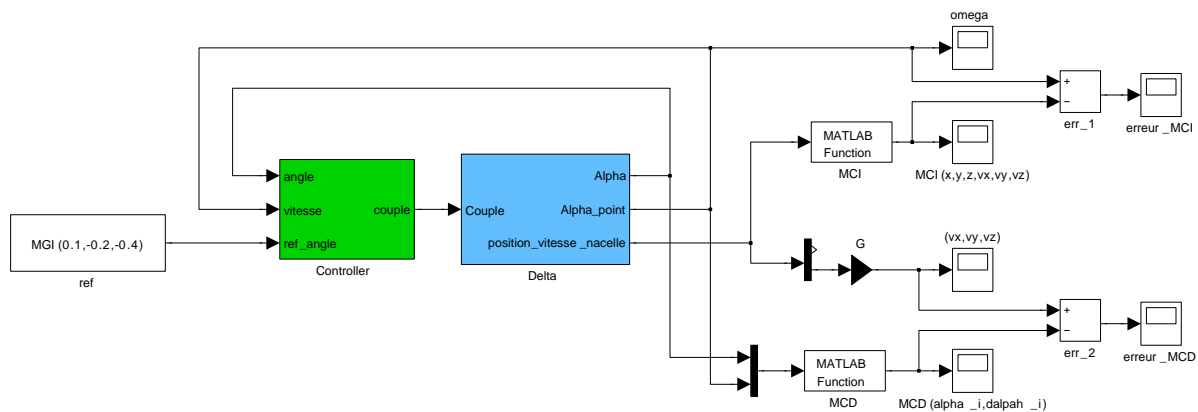 omega
+
−
err_1
erreur _MCI
MATLAB
Function
MCI
MCI (x,y,z,vx,vy,vz)
angle
vitesse
ref_angle
couple
Controller
Couple
Alpha
Alpha_point
position_vitesse _nacelle
Delta
MGI (0.1,-0.2,-0.4)
ref
G
(vx,vy,vz)
+
−
err_2
erreur _MCD
MATLAB
Function
MCD
MCD (alpha _i,dalpah _i)